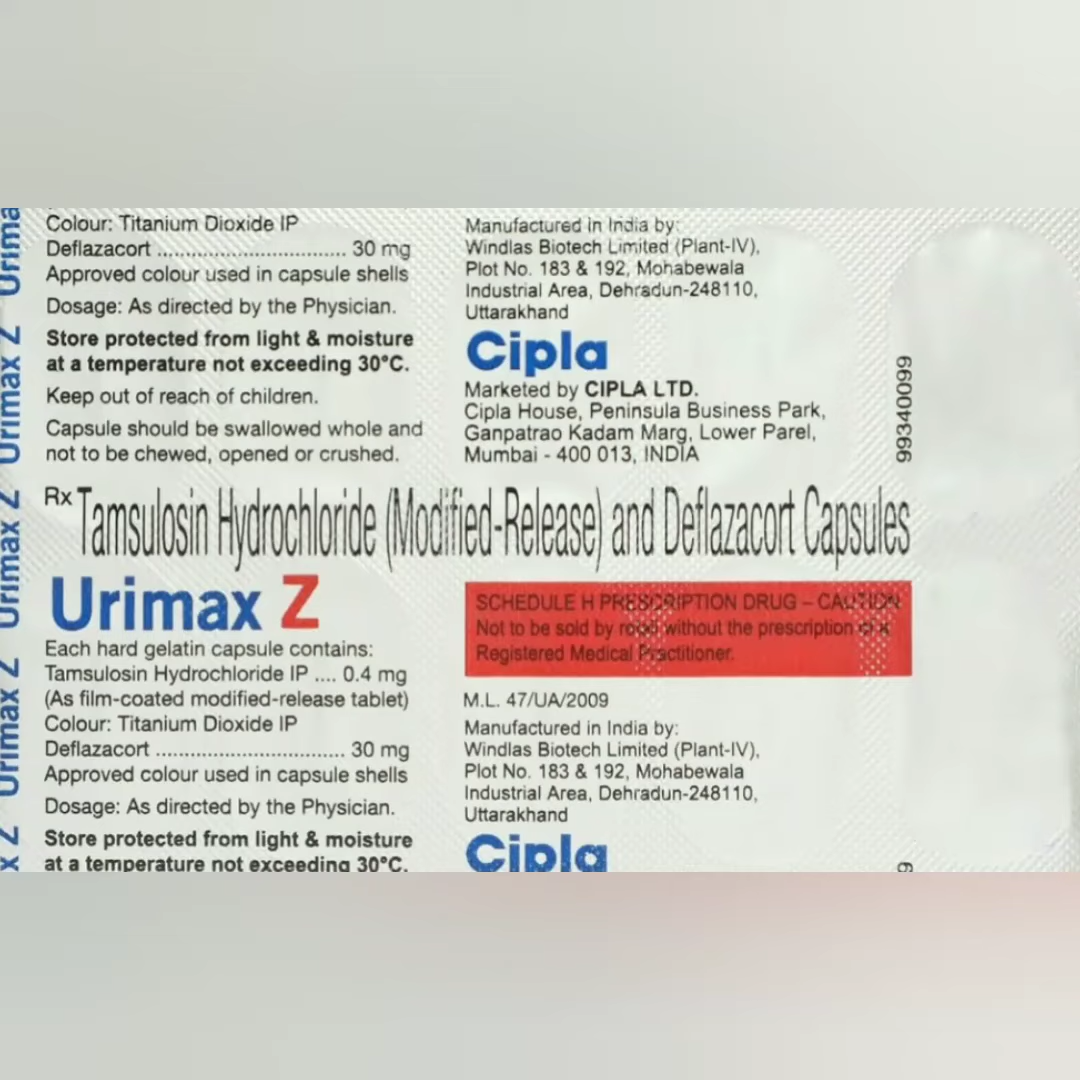 Urimax Z Urimax Z Urimax Z Urimax Z
Colour: Titanium Dioxide IP
Deflazacort .................................. 30 mg
Approved colour used in capsule shells
Dosage: As directed by the Physician.
Store protected from light & moisture
at a temperature not exceeding 30°C.
Keep out of reach of children.
Capsule should be swallowed whole and
not to be chewed, opened or crushed.
Manufactured in India by:
Windlas Biotech Limited (Plant-IV),
Plot No. 183 & 192, Mohabewala
Industrial Area, Dehradun-248110,
Uttarakhand
Cipla
Marketed by CIPLA LTD.
Cipla House, Peninsula Business Park,
Ganpatrao Kadam Marg, Lower Parel,
Mumbai - 400 013, INDIA
99340099
Rx Tamsulosin Hydrochloride (Modified-Release) and Deflazacort Capsules
Urimax Z
Each hard gelatin capsule contains:
Tamsulosin Hydrochloride IP .... 0.4 mg
(As film-coated modified-release tablet)
Colour: Titanium Dioxide IP
Deflazacort .................................. 30 mg
Approved colour used in capsule shells
Dosage: As directed by the Physician.
Store protected from light & moisture
at a temperature not exceeding 30°C.
SCHEDULE H PRESCRIPTION DRUG – CAUTION
Not to be sold by without the prescription of a
Registered Medical Practitioner.
M.L. 47/UA/2009
Manufactured in India by:
Windlas Biotech Limited (Plant-IV),
Plot No. 183 & 192, Mohabewala
Industrial Area, Dehradun-248110,
Uttarakhand
Cipla